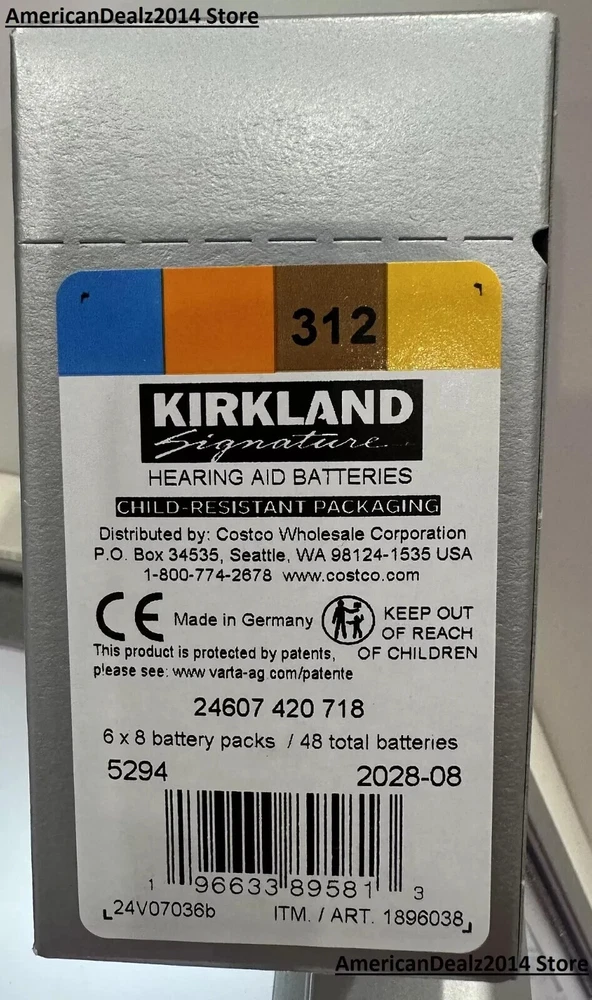 AmericanDealz2014 Store
312
KIRKLAND
Signature
HEARING AID BATTERIES
CHILD-RESISTANT PACKAGING
Distributed by: Costco Wholesale Corporation
P.O. Box 34535, Seattle, WA 98124-1535 USA
1-800-774-2678 www.costco.com
CE Made in Germany
KEEP OUT
OF REACH
OF CHILDREN
This product is protected by patents,
please see: www.varta-ag.com/patente
24607 420 718
6 x 8 battery packs / 48 total batteries
5294 2028-08
1 96633 89581 3
24V07036b ITM. / ART. 1896038
AmericanDealz2014 Store